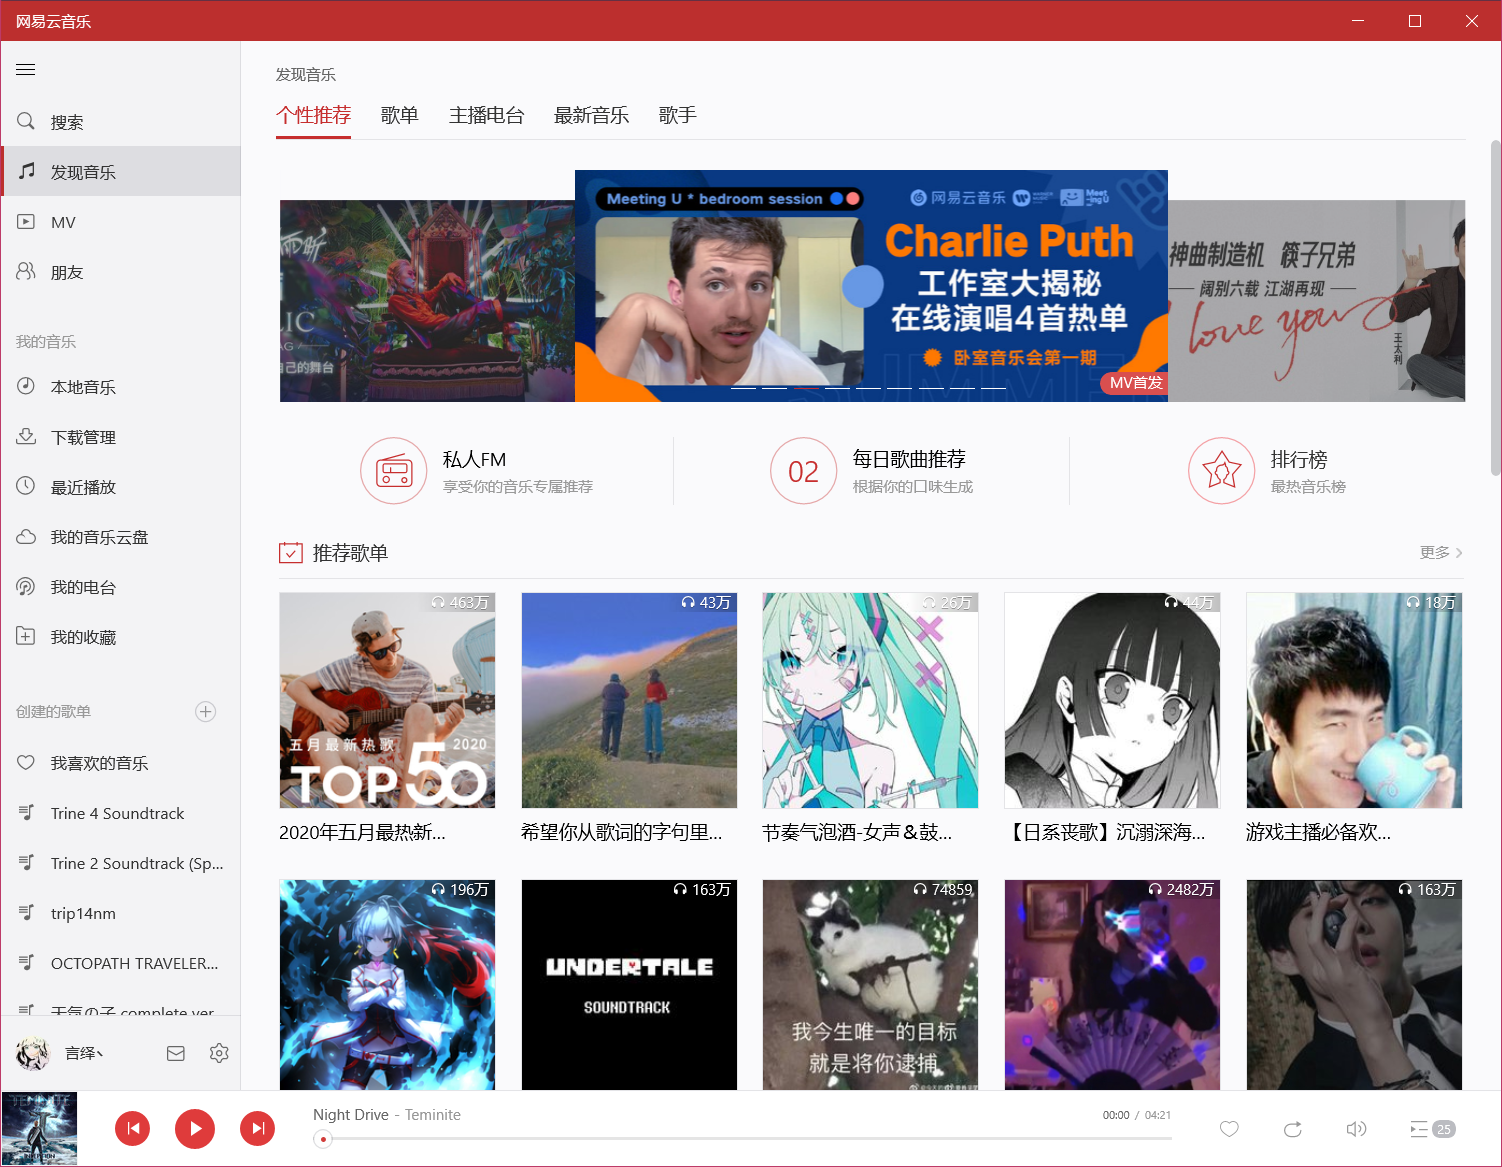 网易云音乐
搜索
发现音乐
MV
朋友
我的音乐
本地音乐
下载管理
最近播放
我的音乐云盘
我的电台
我的收藏
创建的歌单
我喜欢的音乐
Trine 4 Soundtrack
Trine 2 Soundtrack (Sp...
trip14nm
OCTOPATH TRAVELER...
天気の子 complete ver
言绎丶
发现音乐
个性推荐 歌单 主播电台 最新音乐 歌手
自己的舞台
Meeting U * bedroom session
网易云音乐
Charlie Puth
工作室大揭秘
在线演唱4首热单
卧室音乐会第一期
MV首发
神曲制造机 筷子兄弟
阔别六载 江湖再现
I love you
王太利
私人FM
享受你的音乐专属推荐
02
每日歌曲推荐
根据你的口味生成
排行榜
最热音乐榜
推荐歌单
更多
463万
五月最新热歌 2020
TOP 50
2020年五月最热新...
43万
希望你从歌词的字句里...
26万
节奏气泡酒-女声&鼓...
44万
【日系丧歌】沉溺深海...
18万
游戏主播必备欢...
196万
163万
UNDERTALE
SOUNDTRACK
74859
我今生唯一的目标
就是将你逮捕
2482万
163万
TEMINITE
Night Drive - Teminite
00:00 / 04:21
25